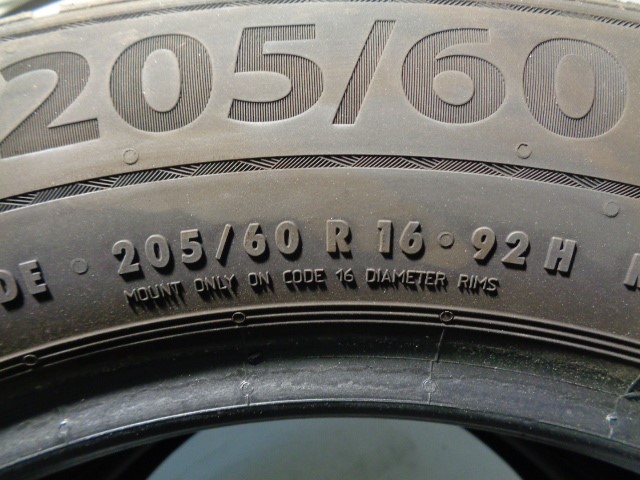 205/60
DE · 205/60 R 16 · 92 H
MOUNT ONLY ON CODE 16 DIAMETER RIMS